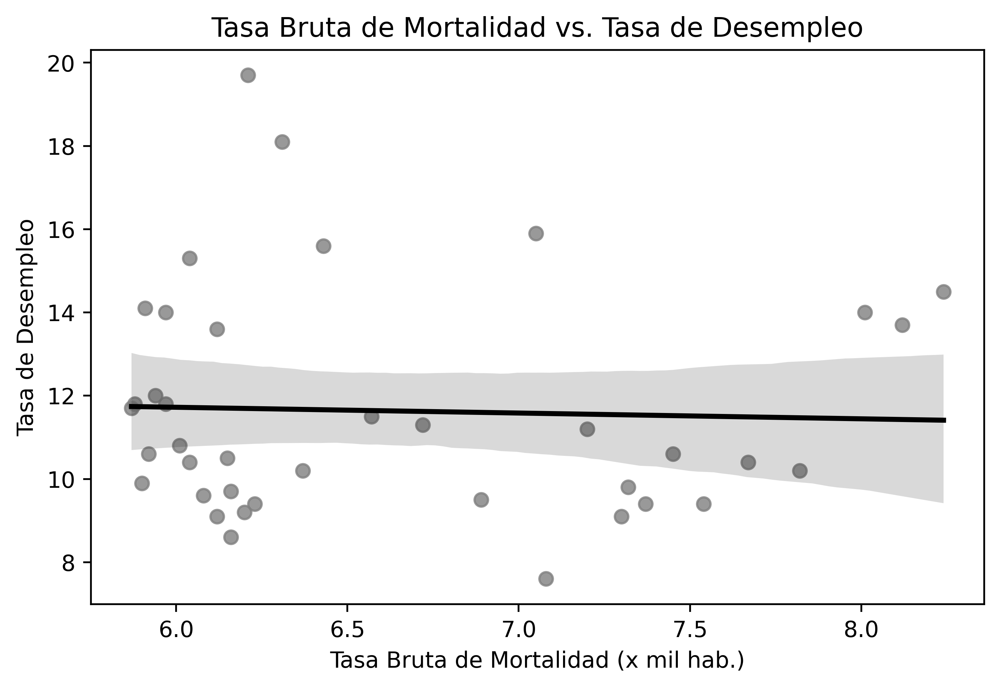 Tasa Bruta de Mortalidad vs. Tasa de Desempleo
Tasa de Desempleo
20
18
16
14
12
10
8
6.0 6.5 7.0 7.5 8.0
Tasa Bruta de Mortalidad (x mil hab.)